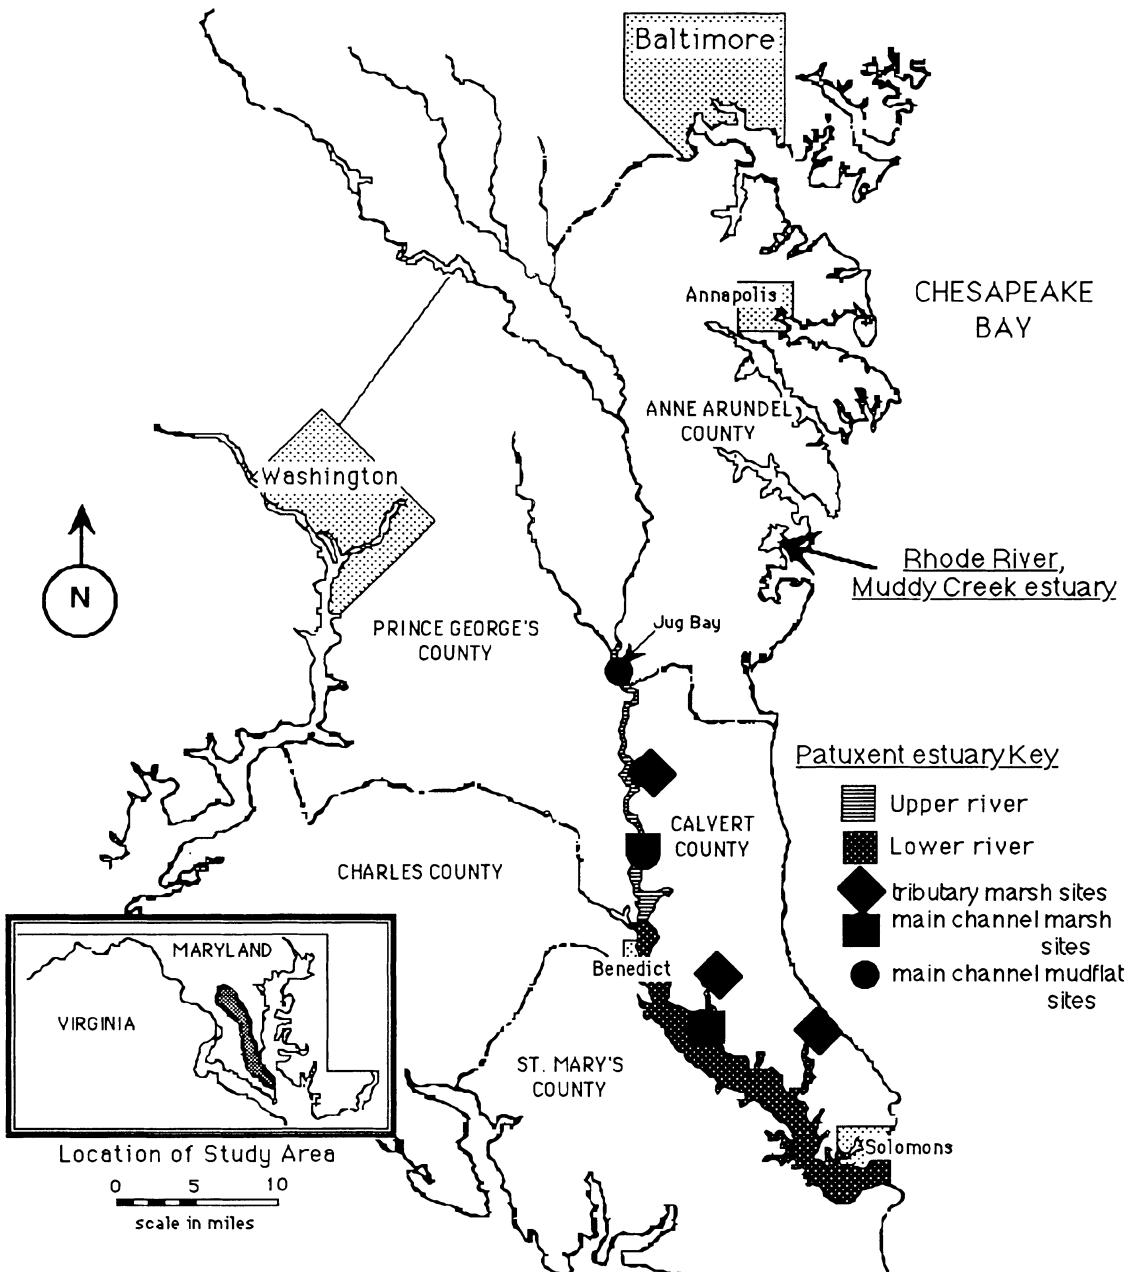 Baltimore
Annapolis
CHESAPEAKE
BAY
ANNE ARUNDEL
COUNTY
Washington
N
Rhode River,
Muddy Creek estuary
Jug Bay
PRINCE GEORGE'S
COUNTY
Patuxent estuary Key
Upper river
Lower river
tributary marsh sites
main channel marsh
sites
main channel mudflat
sites
CALVERT
COUNTY
CHARLES COUNTY
Benedict
MARYLAND
VIRGINIA
ST. MARY'S
COUNTY
Solomons
Location of Study Area
0 5 10
scale in miles